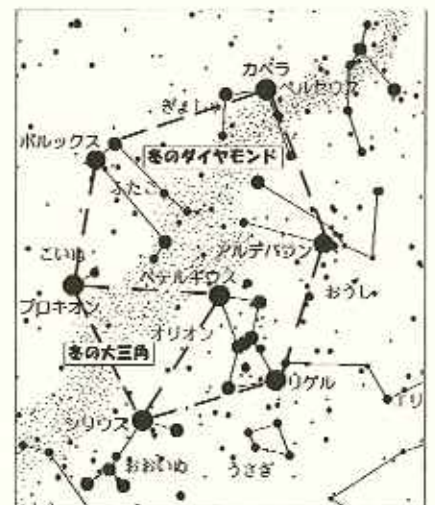 カペラ
ペルセウス
ぎょしゃ
ポルックス
冬のダイヤモンド
ふたご
こいぬ
アルデバラン
ベテルギウス
おうし
プロキオン
オリオン
冬の大三角
リゲル
シリウス
おおいぬ
うさぎ